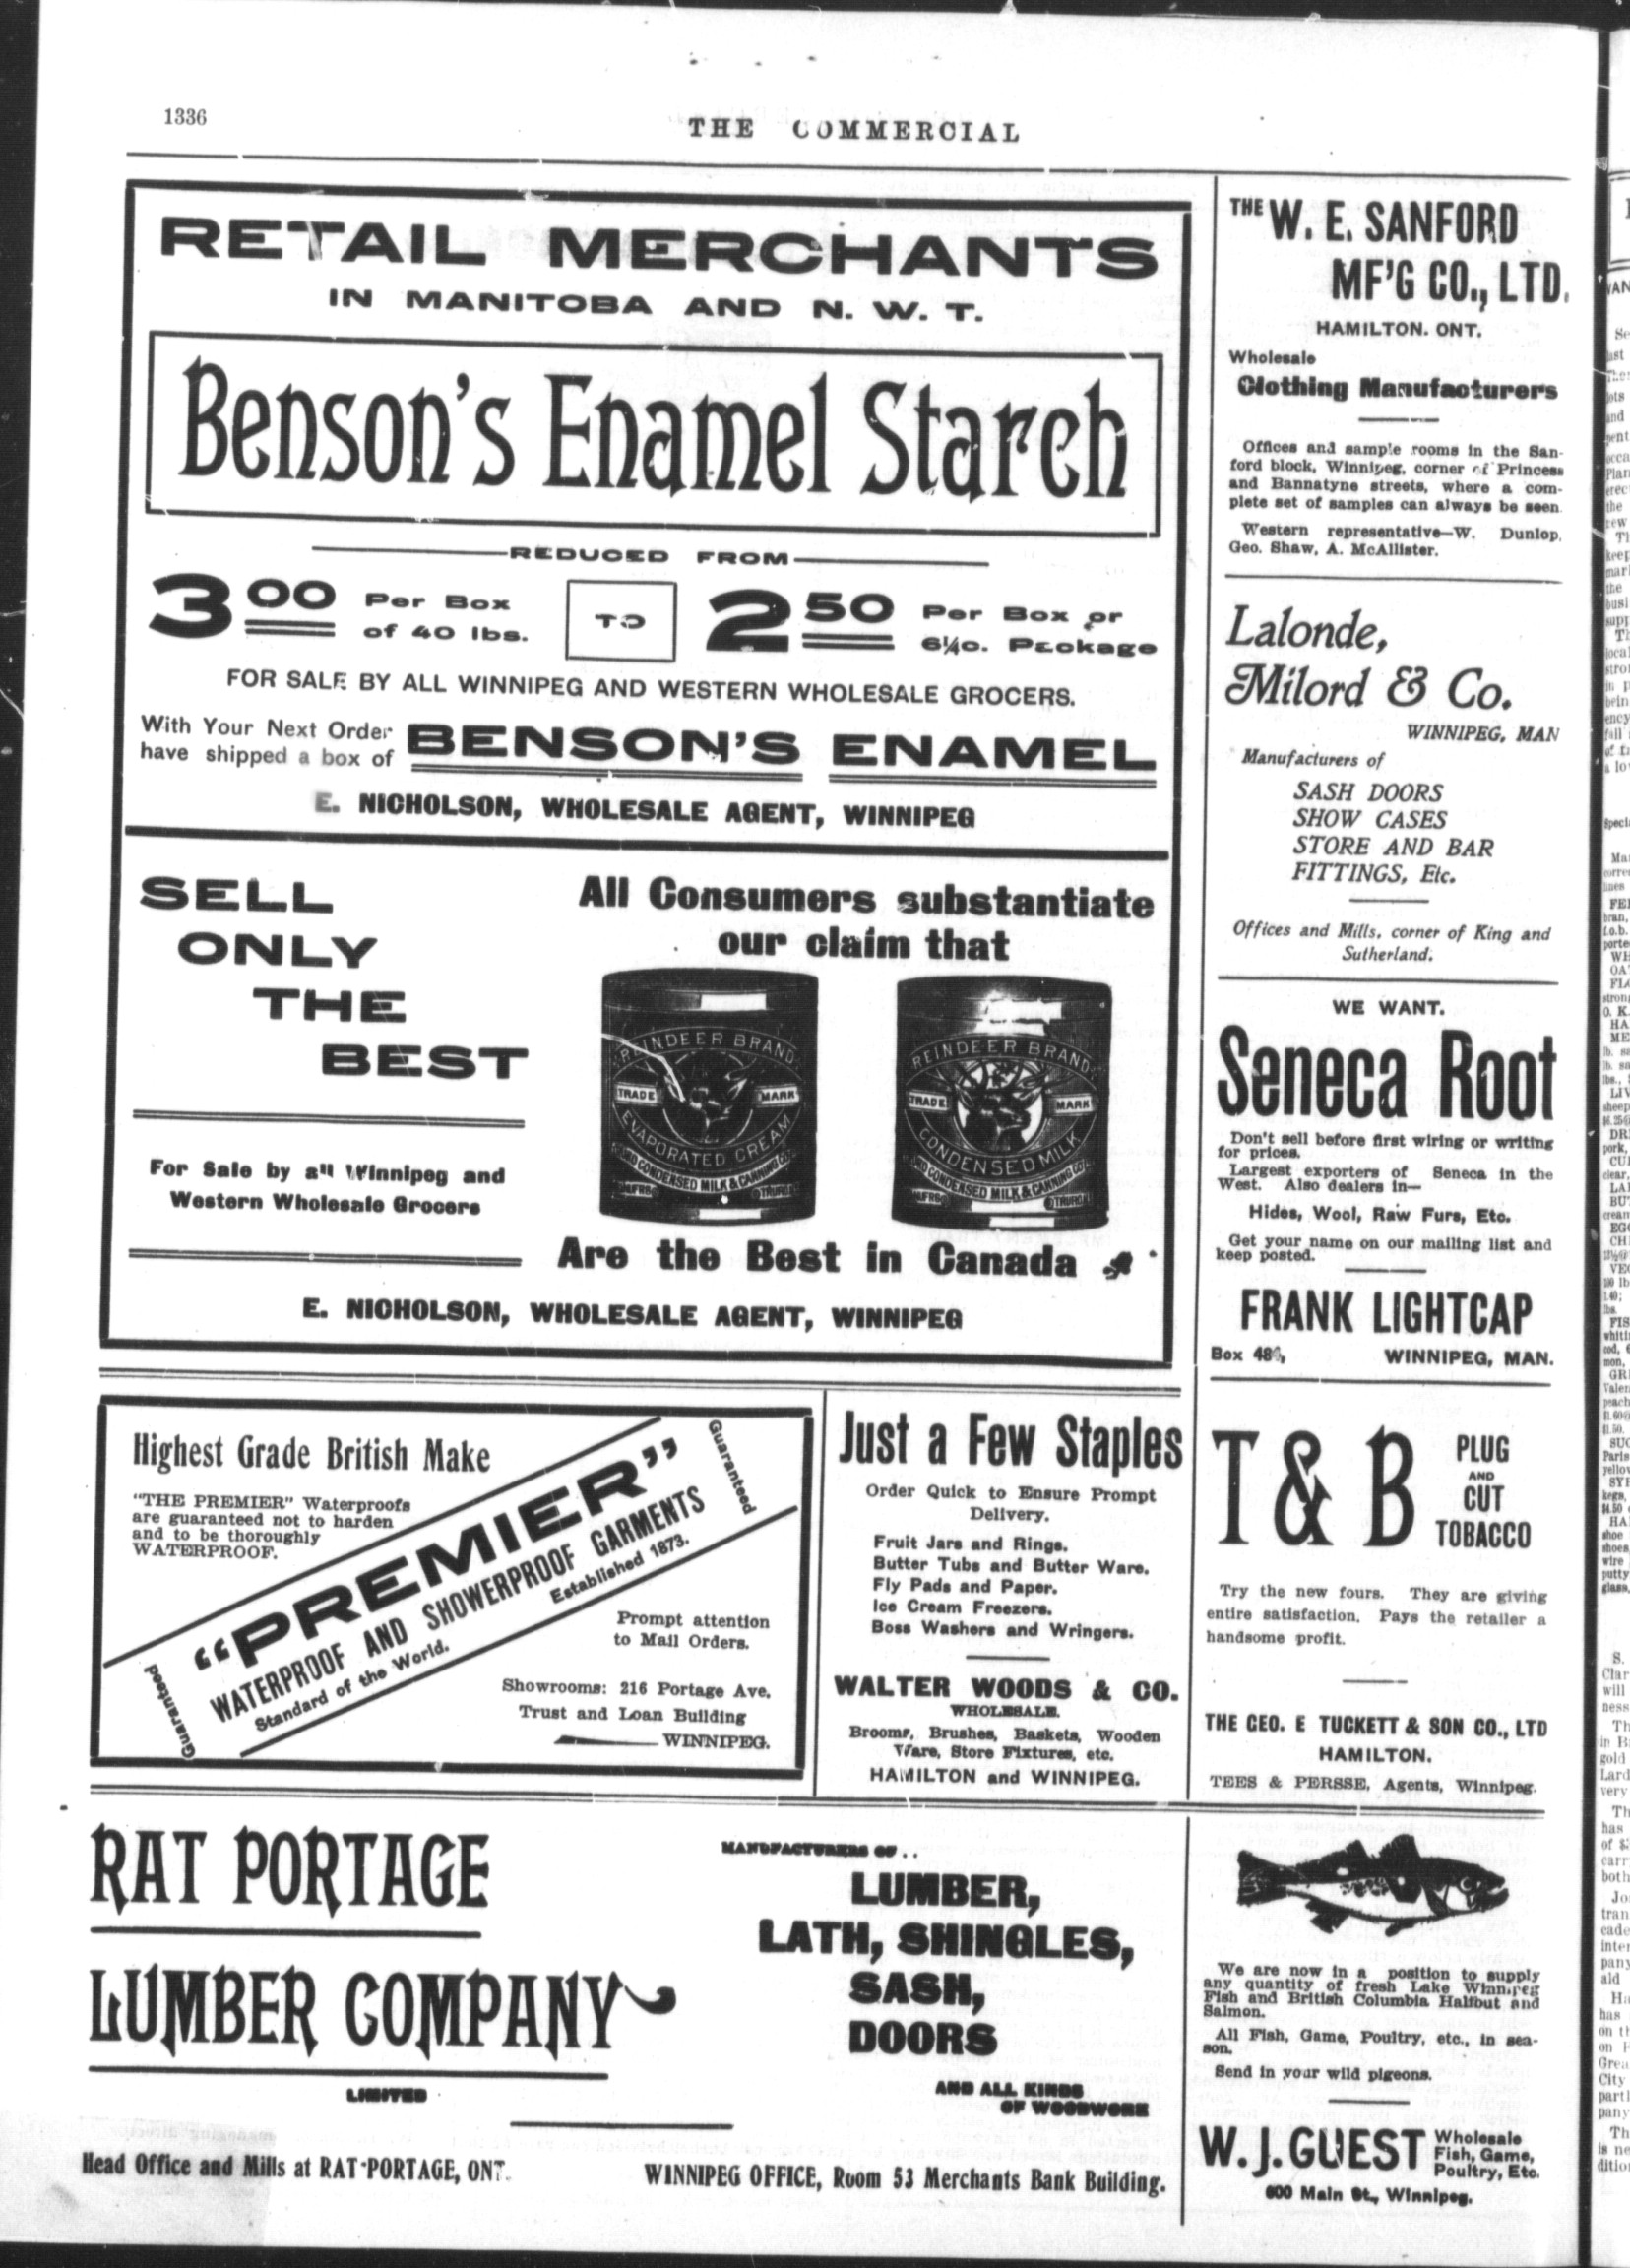 1336
THE COMMERCIAL
RETAIL MERCHANTS
IN MANITOBA AND N. W. T.
Benson's Enamel Starch
REDUCED FROM
3 00 Per Box
of 40 lbs.
TO
2 50 Per Box or
6¼c. Package
FOR SALE BY ALL WINNIPEG AND WESTERN WHOLESALE GROCERS.
With Your Next Order
have shipped a box of
BENSON'S ENAMEL
E. NICHOLSON, WHOLESALE AGENT, WINNIPEG
SELL
ONLY
THE
BEST
For Sale by all Winnipeg and
Western Wholesale Grocers
All Consumers substantiate
our claim that
REINDEER BRAND
TRADE MARK
EVAPORATED CREAM
CONDENSED MILK & CANNING CO
MNFRS TRURO
REINDEER BRAND
TRADE MARK
CONDENSED MILK
CONDENSED MILK & CANNING CO
MNFRS TRURO
Are the Best in Canada
E. NICHOLSON, WHOLESALE AGENT, WINNIPEG
Highest Grade British Make
"THE PREMIER" Waterproofs
are guaranteed not to harden
and to be thoroughly
WATERPROOF.
Guaranteed
"PREMIER"
WATERPROOF AND SHOWERPROOF GARMENTS
Standard of the World. Established 1873.
Guaranteed
Prompt attention
to Mail Orders.
Showrooms: 216 Portage Ave.
Trust and Loan Building
WINNIPEG.
Just a Few Staples
Order Quick to Ensure Prompt
Delivery.
Fruit Jars and Rings.
Butter Tubs and Butter Ware.
Fly Pads and Paper.
Ice Cream Freezers.
Boss Washers and Wringers.
WALTER WOODS & CO.
WHOLESALE.
Brooms, Brushes, Baskets, Wooden
Ware, Store Fixtures, etc.
HAMILTON and WINNIPEG.
RAT PORTAGE
LUMBER COMPANY
LIMITED
MANUFACTURERS OF..
LUMBER,
LATH, SHINGLES,
SASH,
DOORS
AND ALL KINDS
OF WOODWORK
Head Office and Mills at RAT PORTAGE, ONT.
WINNIPEG OFFICE, Room 53 Merchants Bank Building.
THE W. E. SANFORD
MF'G CO., LTD.
HAMILTON. ONT.
Wholesale
Clothing Manufacturers
Offices and sample rooms in the San-
ford block, Winnipeg, corner of Princess
and Bannatyne streets, where a com-
plete set of samples can always be seen.
Western representative—W. Dunlop,
Geo. Shaw, A. McAllister.
Lalonde,
Milord & Co.
WINNIPEG, MAN
Manufacturers of
SASH DOORS
SHOW CASES
STORE AND BAR
FITTINGS, Etc.
Offices and Mills, corner of King and
Sutherland.
WE WANT.
Seneca Root
Don't sell before first wiring or writing
for prices.
Largest exporters of Seneca in the
West. Also dealers in—
Hides, Wool, Raw Furs, Etc.
Get your name on our mailing list and
keep posted.
FRANK LIGHTCAP
Box 48 WINNIPEG, MAN.
T & B PLUG
AND
CUT
TOBACCO
Try the new fours. They are giving
entire satisfaction. Pays the retailer a
handsome profit.
THE GEO. E TUCKETT & SON CO., LTD
HAMILTON.
TEES & PERSSE, Agents, Winnipeg.
We are now in a position to supply
any quantity of fresh Lake Winnipeg
Fish and British Columbia Halibut and
Salmon.
All Fish, Game, Poultry, etc., in sea-
son.
Send in your wild pigeons.
W. J. GUEST Wholesale
Fish, Game,
Poultry, Etc.
600 Main St., Winnipeg.